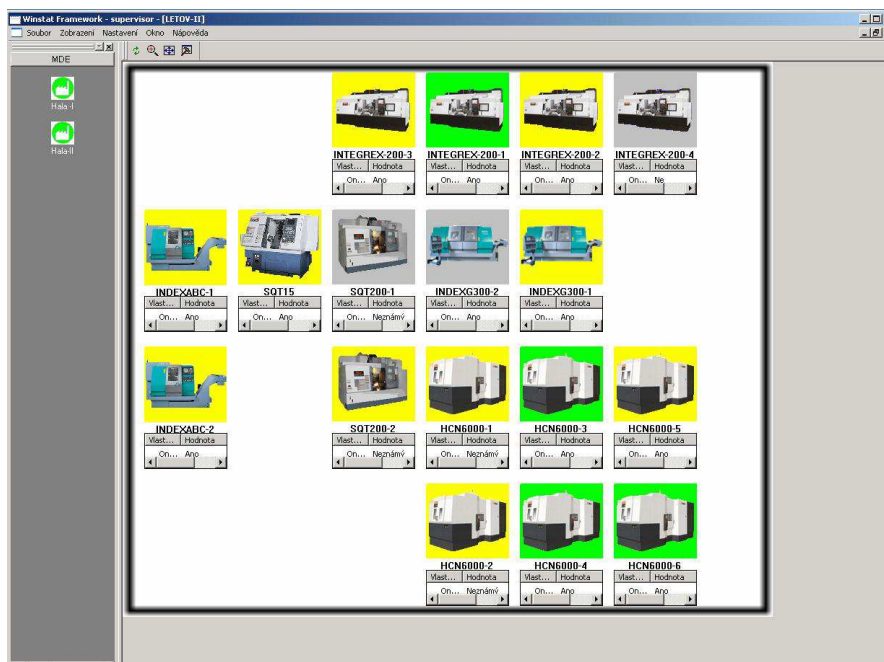 Winstat Framework - supervisor - [LETOV-II]
Soubor Zobrazení Nastavení Okno Nápověda
MDE
Hala-I
Hala-II
INTEGREX-200-3 INTEGREX-200-1 INTEGREX-200-2 INTEGREX-200-4
Vlast... Hodnota Vlast... Hodnota Vlast... Hodnota Vlast... Hodnota
On... Ano On... Ano On... Ano On... Ne
INDEXABC-1 SQT15 SQT200-1 INDEXG300-2 INDEXG300-1
Vlast... Hodnota Vlast... Hodnota Vlast... Hodnota Vlast... Hodnota Vlast... Hodnota
On... Ano On... Ano On... Neznámý On... Ano On... Ano
INDEXABC-2 SQT200-2 HCN6000-1 HCN6000-3 HCN6000-5
Vlast... Hodnota Vlast... Hodnota Vlast... Hodnota Vlast... Hodnota Vlast... Hodnota
On... Ano On... Neznámý On... Neznámý On... Ano On... Ano
HCN6000-2 HCN6000-4 HCN6000-6
Vlast... Hodnota Vlast... Hodnota Vlast... Hodnota
On... Neznámý On... Ano On... Ano